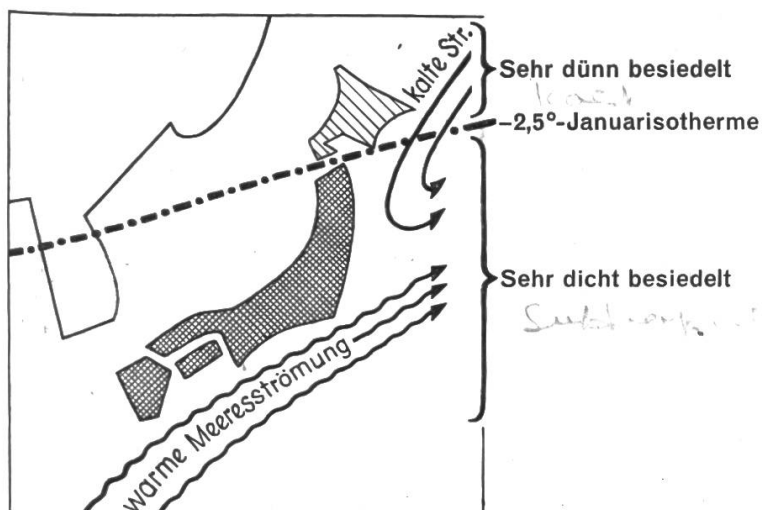 kalte Str.
Sehr dünn besiedelt
-2,5°-Januarisotherme
Sehr dicht besiedelt
warme Meeresströmung